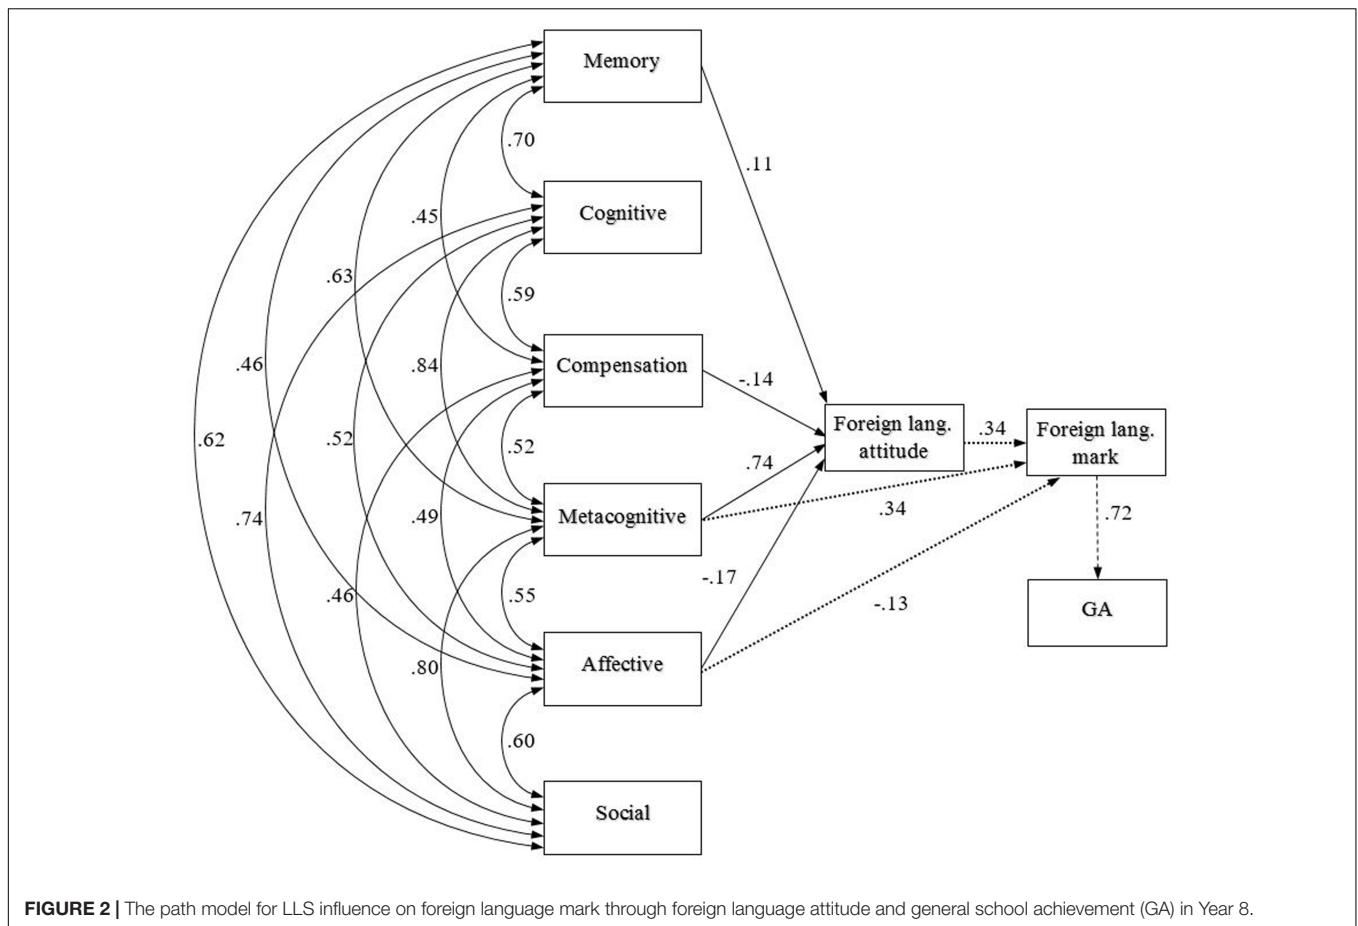 Memory
.70
.11
Cognitive
.45
.63
.59
.46
.84
Compensation
-.14
Foreign lang.
attitude
.34
Foreign lang.
mark
.62
.52
.52
.74
.74
.49
Metacognitive
.34
.72
.46
.55
-.17
-.13
GA
.80
Affective
.60
Social
FIGURE 2 | The path model for LLS influence on foreign language mark through foreign language attitude and general school achievement (GA) in Year 8.